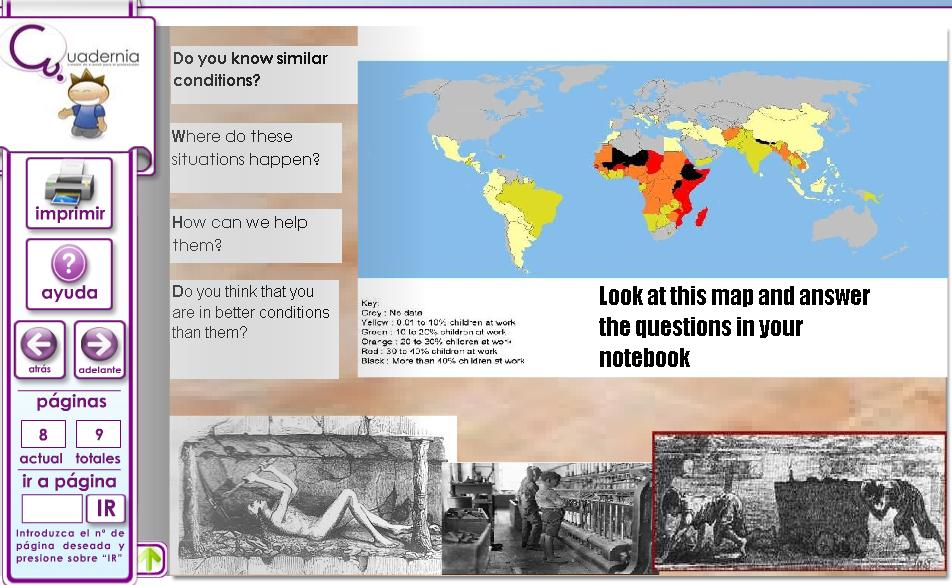 Cuadernia
imprimir
ayuda
atrás
adelante
páginas
8
9
actual
totales
ir a página
IR
Introduzca el nº de
página deseada y
presione sobre "IR"
Do you know similar
conditions?
Where do these
situations happen?
How can we help
them?
Do you think that you
are in better conditions
than them?
Key:
Grey : No data
Yellow : 0.01 to 10% children at work
Green : 10 to 20% children at work
Orange : 20 to 30% children at work
Red : 30 to 40% children at work
Black : More than 40% children at work
Look at this map and answer
the questions in your
notebook